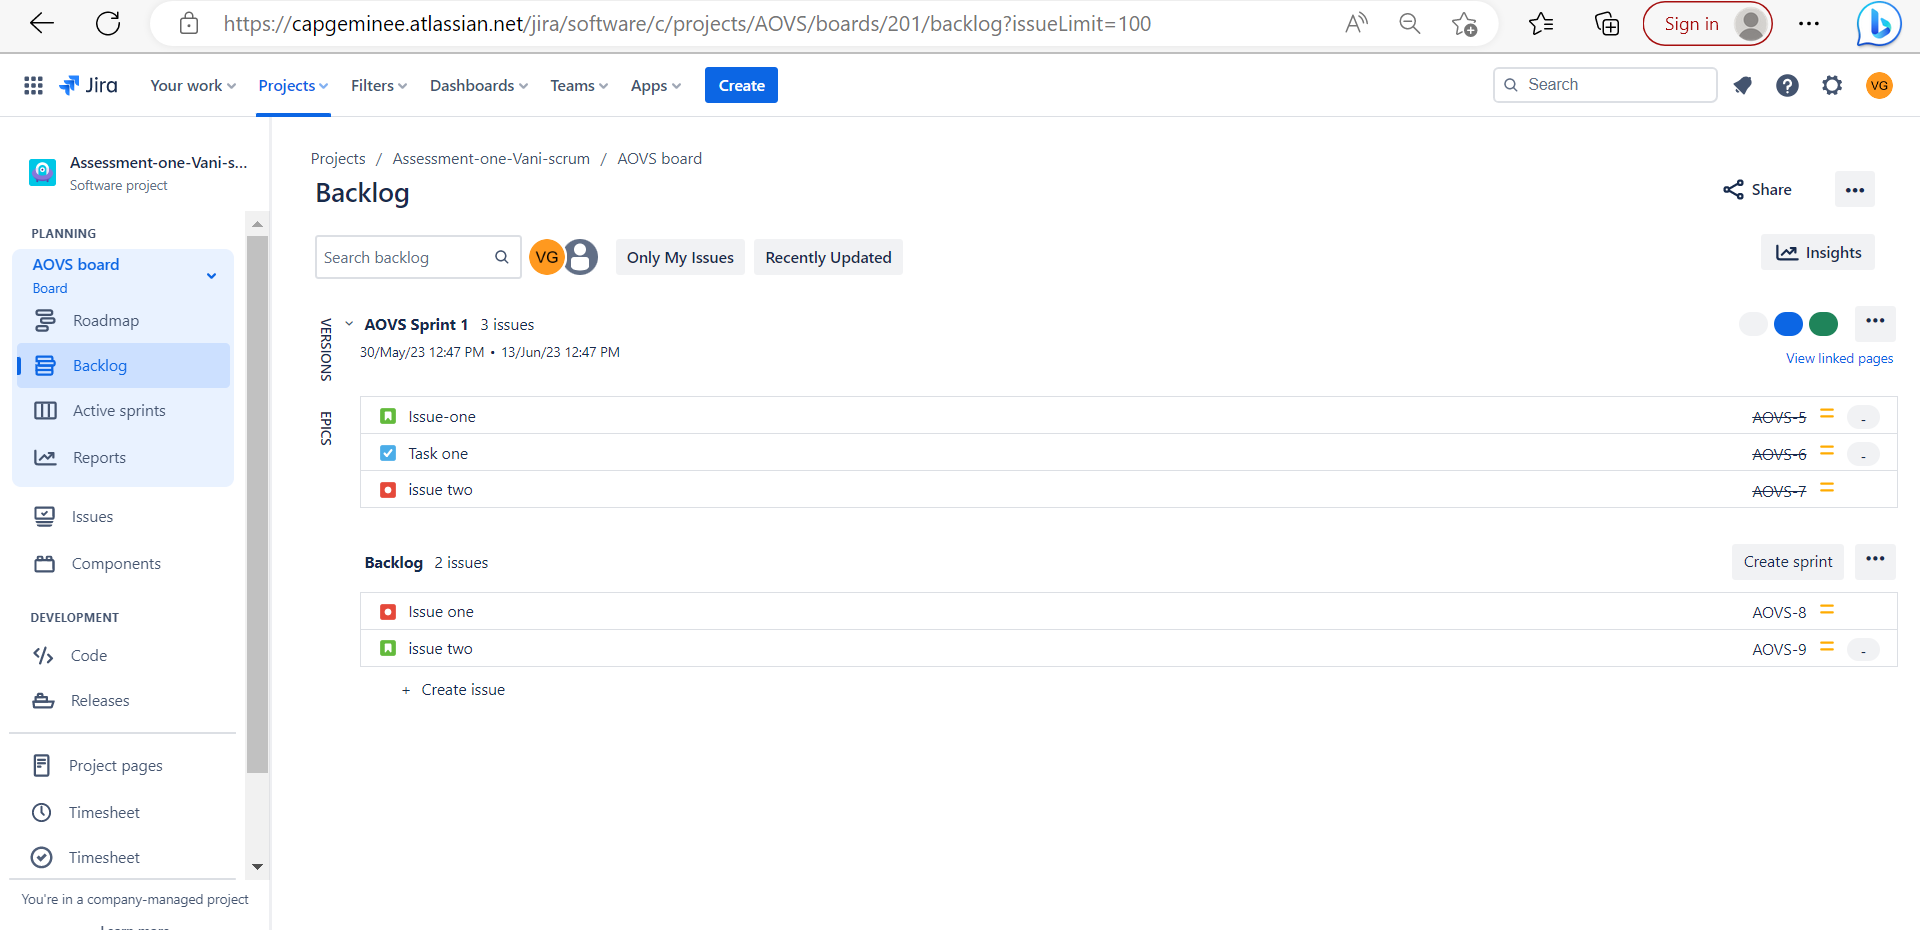 https://capgeminee.atlassian.net/jira/software/c/projects/AOVS/boards/201/backlog?issueLimit=100
Sign in
Jira
Your work
Projects
Filters
Dashboards
Teams
Apps
Create
Search
VG
Assessment-one-Vani-s...
Software project
PLANNING
AOVS board
Board
Roadmap
Backlog
Active sprints
Reports
Issues
Components
DEVELOPMENT
Code
Releases
Project pages
Timesheet
Timesheet
You're in a company-managed project
Learn more
Projects / Assessment-one-Vani-scrum / AOVS board
Backlog
Share
Search backlog
VG
Only My Issues
Recently Updated
Insights
VERSIONS
EPICS
AOVS Sprint 1 3 issues
30/May/23 12:47 PM • 13/Jun/23 12:47 PM
View linked pages
Issue-one AOVS-5 -
Task one AOVS-6 -
issue two AOVS-7
Backlog 2 issues
Create sprint
Issue one AOVS-8
issue two AOVS-9 -
+ Create issue